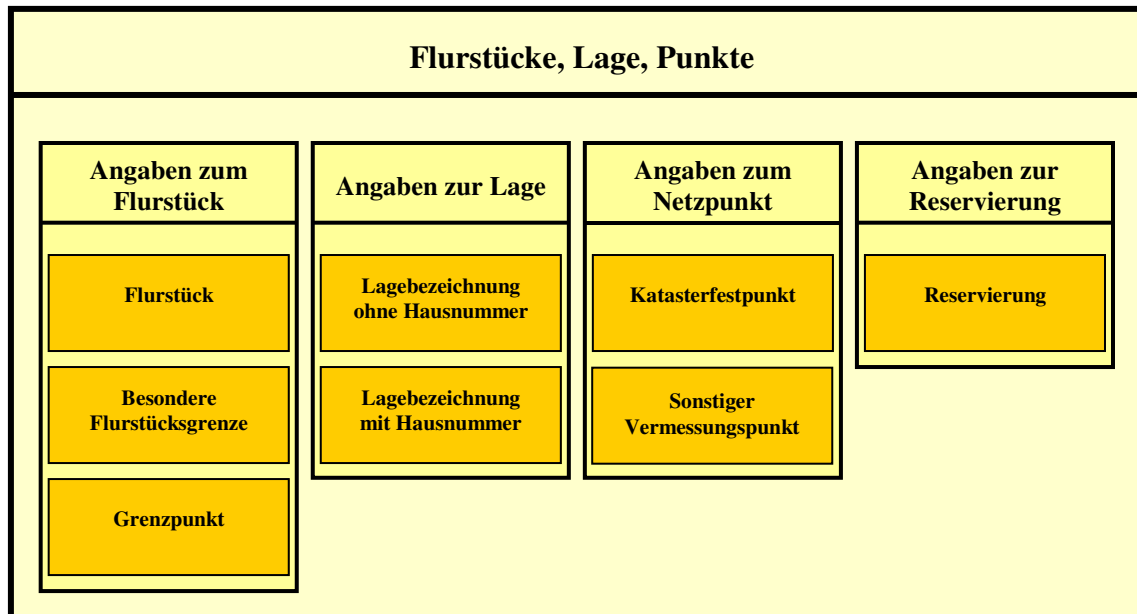 Flurstücke, Lage, Punkte
Angaben zum
Flurstück
Flurstück
Besondere
Flurstücksgrenze
Grenzpunkt
Angaben zur Lage
Lagebezeichnung
ohne Hausnummer
Lagebezeichnung
mit Hausnummer
Angaben zum
Netzpunkt
Katasterfestpunkt
Sonstiger
Vermessungspunkt
Angaben zur
Reservierung
Reservierung